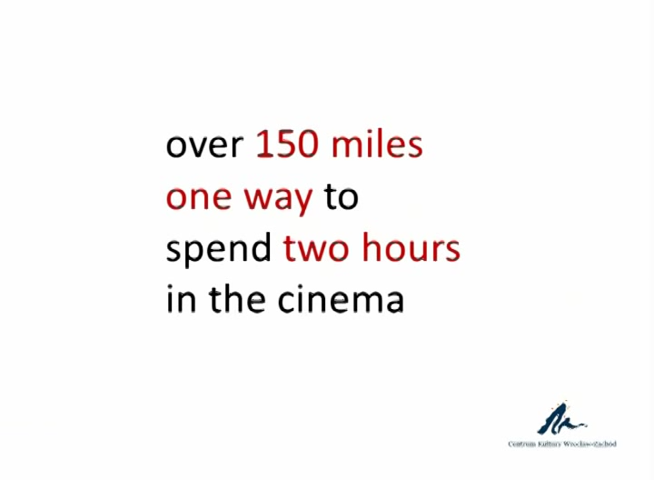 over 150 miles
one way to
spend two hours
in the cinema
Centrum Kultury Wrocław-Zachód